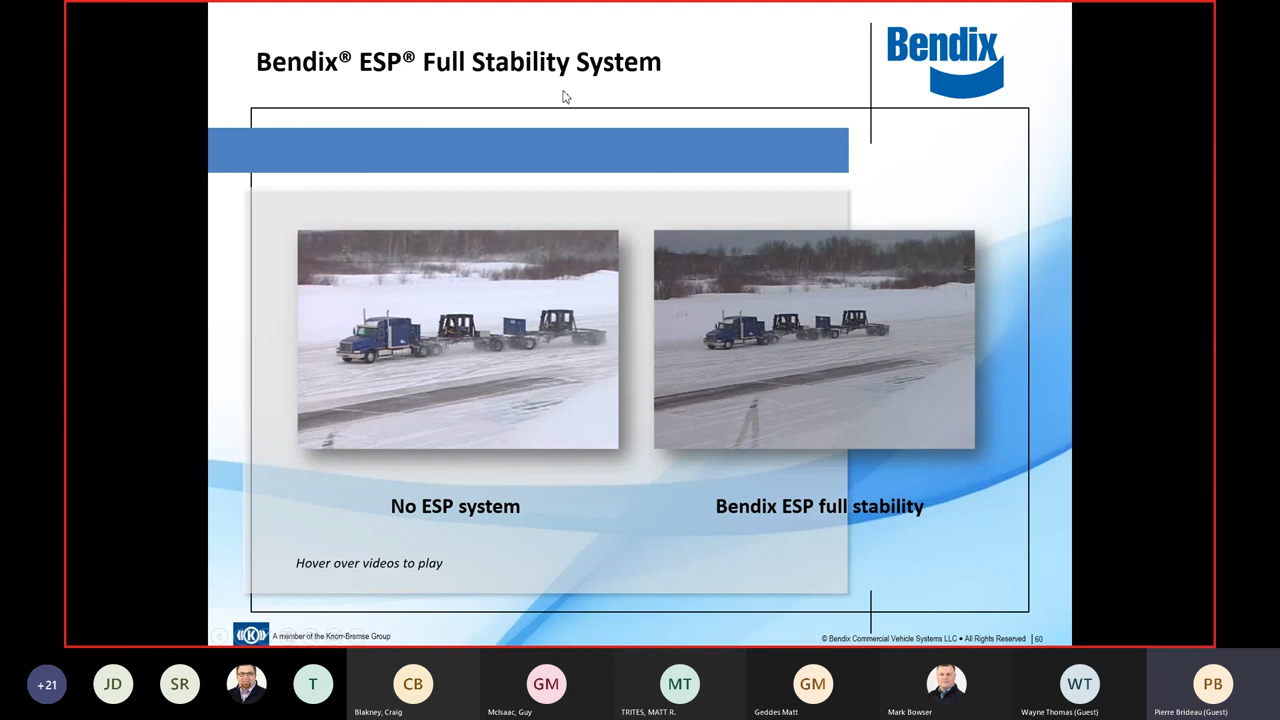 Bendix® ESP® Full Stability System
Bendix
No ESP system
Bendix ESP full stability
Hover over videos to play
A member of the Knorr-Bremse Group
© Bendix Commercial Vehicle Systems LLC • All Rights Reserved | 60
+21
JD
SR
T
CB
GM
MT
GM
WT
PB
Blakney, Craig
McIsaac, Guy
TRITES, MATT R.
Geddes Matt
Mark Bowser
Wayne Thomas (Guest)
Pierre Brideau (Guest)